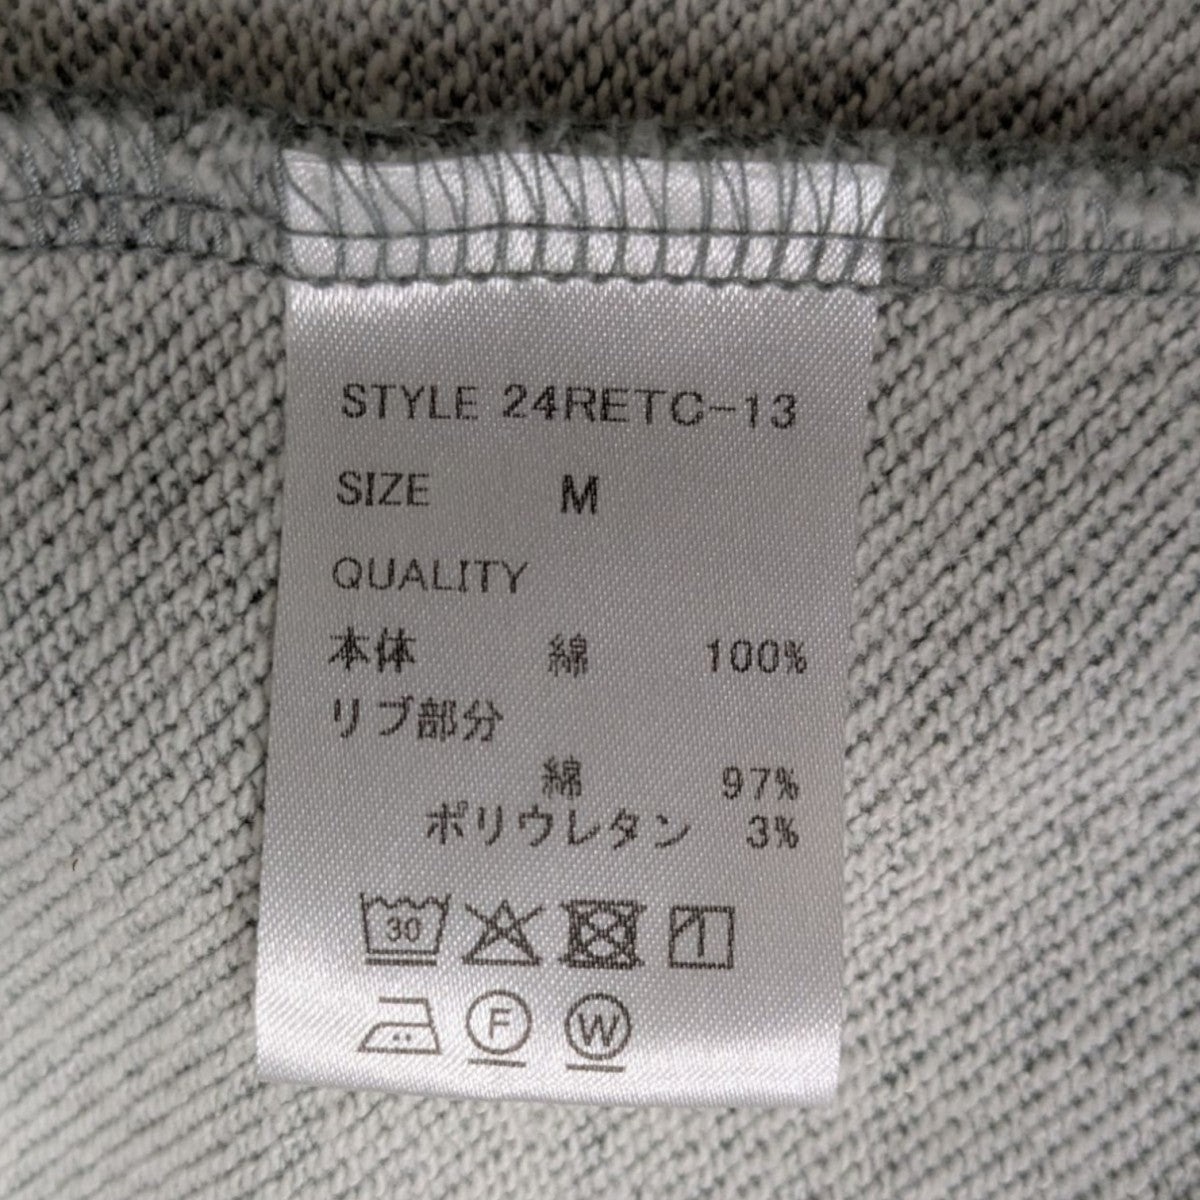 STYLE 24RETC-13
SIZE M
QUALITY
本体 綿 100%
リブ部分
綿 97%
ポリウレタン 3%
30
F W